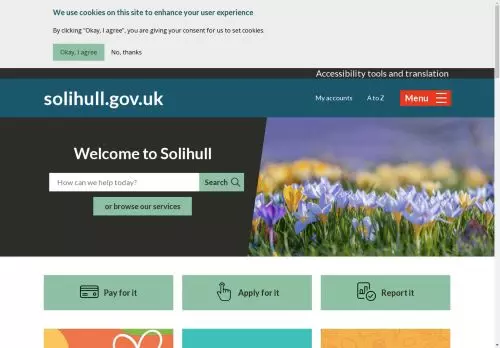 We use cookies on this site to enhance your user experience
By clicking "Okay, I agree", you are giving your consent for us to set cookies.
Okay, I agree
No, thanks
Accessibility tools and translation
solihull.gov.uk
My accounts
A to Z
Menu
Welcome to Solihull
How can we help today?
Search
or browse our services
Pay for it
Apply for it
Report it